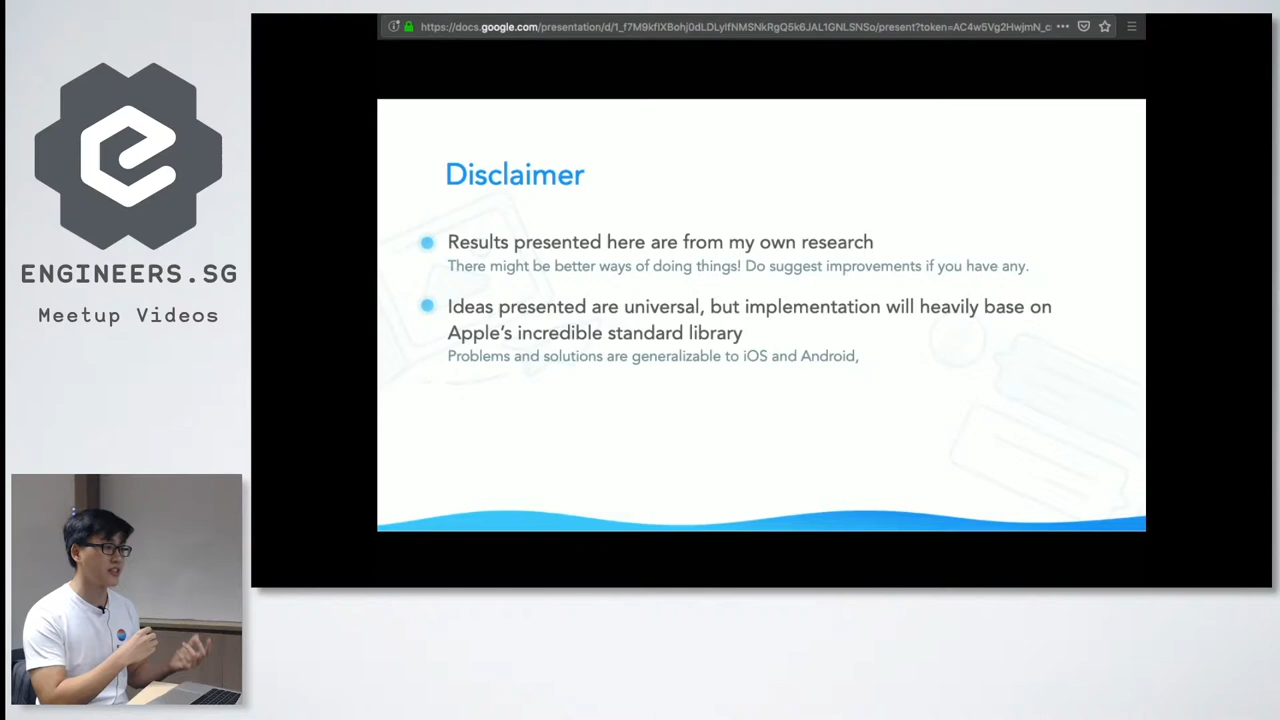 https://docs.google.com/presentation/d/1_f7M9kfIXBohj0dLDLyIfNMSNkRgQ5k6JAL1GNLSNSo/present?token=AC4w5Vg2HwjmN_c
ENGINEERS.SG
Meetup Videos
Disclaimer
Results presented here are from my own research
There might be better ways of doing things! Do suggest improvements if you have any.
Ideas presented are universal, but implementation will heavily base on
Apple's incredible standard library
Problems and solutions are generalizable to iOS and Android,